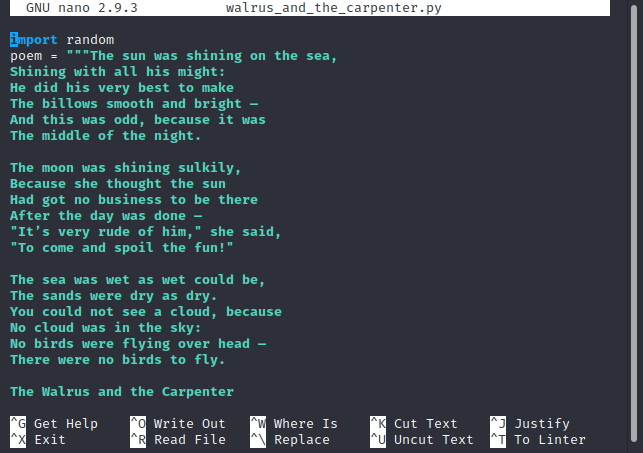 GNU nano 2.9.3 walrus_and_the_carpenter.py
import random
poem = """The sun was shining on the sea,
Shining with all his might:
He did his very best to make
The billows smooth and bright —
And this was odd, because it was
The middle of the night.

The moon was shining sulkily,
Because she thought the sun
Had got no business to be there
After the day was done —
"It’s very rude of him," she said,
"To come and spoil the fun!"

The sea was wet as wet could be,
The sands were dry as dry.
You could not see a cloud, because
No cloud was in the sky:
No birds were flying over head —
There were no birds to fly.

The Walrus and the Carpenter
^G Get Help ^O Write Out ^W Where Is ^K Cut Text ^J Justify
^X Exit ^R Read File ^\ Replace ^U Uncut Text ^T To Linter